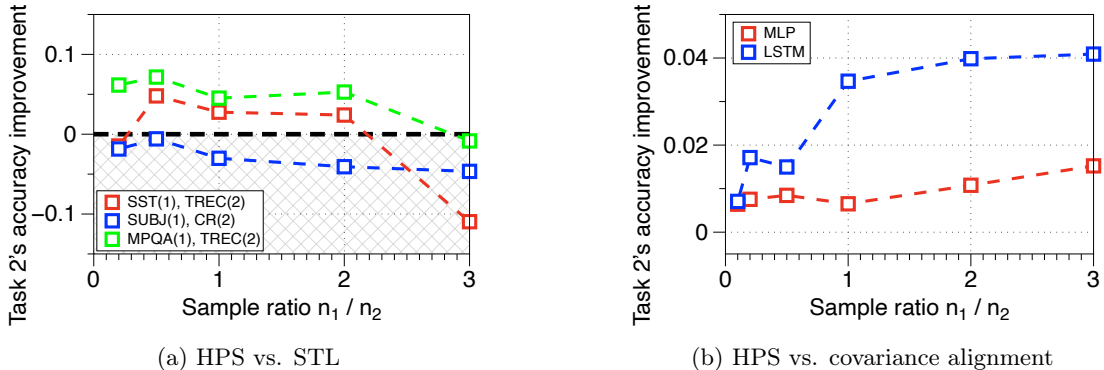 Task 2's accuracy improvement
0.1
0
−0.1
SST(1), TREC(2)
SUBJ(1), CR(2)
MPQA(1), TREC(2)
0
1
2
3
Sample ratio n₁ / n₂
(a) HPS vs. STL
Task 2's accuracy improvement
0.04
0.02
0
MLP
LSTM
0
1
2
3
Sample ratio n₁ / n₂
(b) HPS vs. covariance alignment